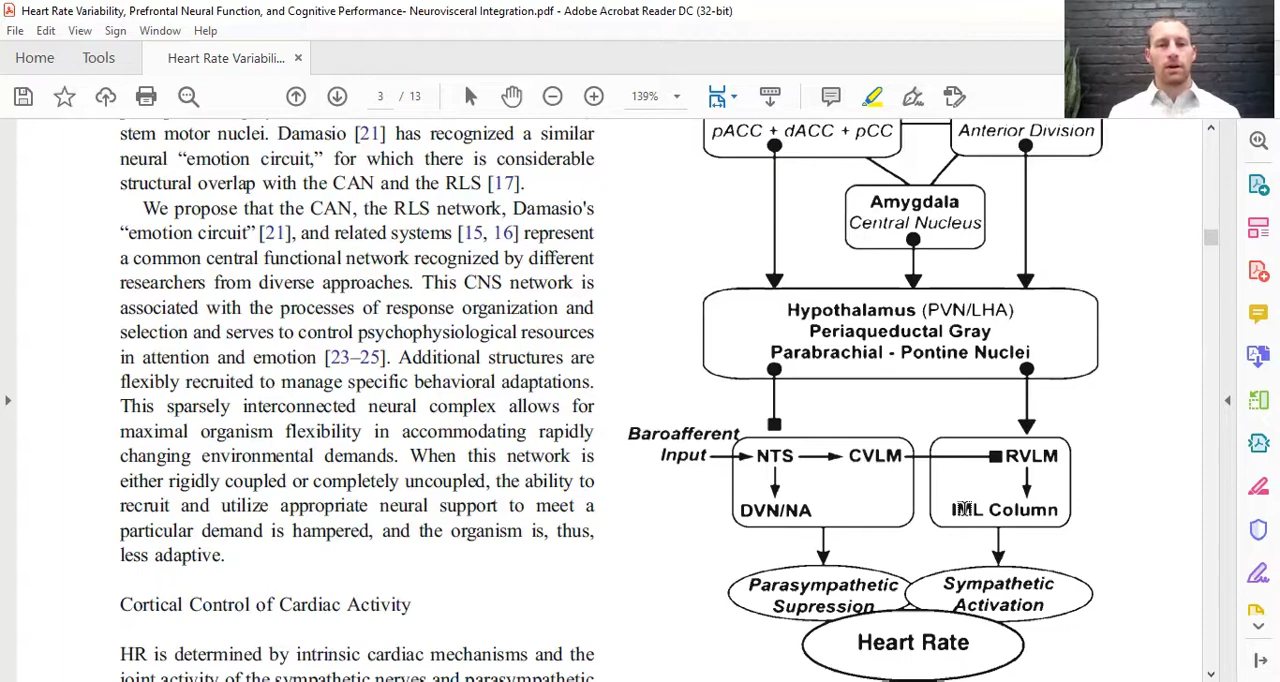 Heart Rate Variability, Prefrontal Neural Function, and Cognitive Performance- Neurovisceral Integration.pdf - Adobe Acrobat Reader DC (32-bit)
File Edit View Sign Window Help
Home Tools Heart Rate Variabili... ×
3 / 13 139%
stem motor nuclei. Damasio [21] has recognized a similar
neural “emotion circuit,” for which there is considerable
structural overlap with the CAN and the RLS [17].
We propose that the CAN, the RLS network, Damasio's
“emotion circuit” [21], and related systems [15, 16] represent
a common central functional network recognized by different
researchers from diverse approaches. This CNS network is
associated with the processes of response organization and
selection and serves to control psychophysiological resources
in attention and emotion [23–25]. Additional structures are
flexibly recruited to manage specific behavioral adaptations.
This sparsely interconnected neural complex allows for
maximal organism flexibility in accommodating rapidly
changing environmental demands. When this network is
either rigidly coupled or completely uncoupled, the ability to
recruit and utilize appropriate neural support to meet a
particular demand is hampered, and the organism is, thus,
less adaptive.
Cortical Control of Cardiac Activity
HR is determined by intrinsic cardiac mechanisms and the
joint activity of the sympathetic nerves and parasympathetic
pACC + dACC + pCC
Anterior Division
Amygdala
Central Nucleus
Hypothalamus (PVN/LHA)
Periaqueductal Gray
Parabrachial - Pontine Nuclei
Baroafferent
Input
NTS
CVLM
RVLM
DVN/NA
IML Column
Parasympathetic
Supression
Sympathetic
Activation
Heart Rate